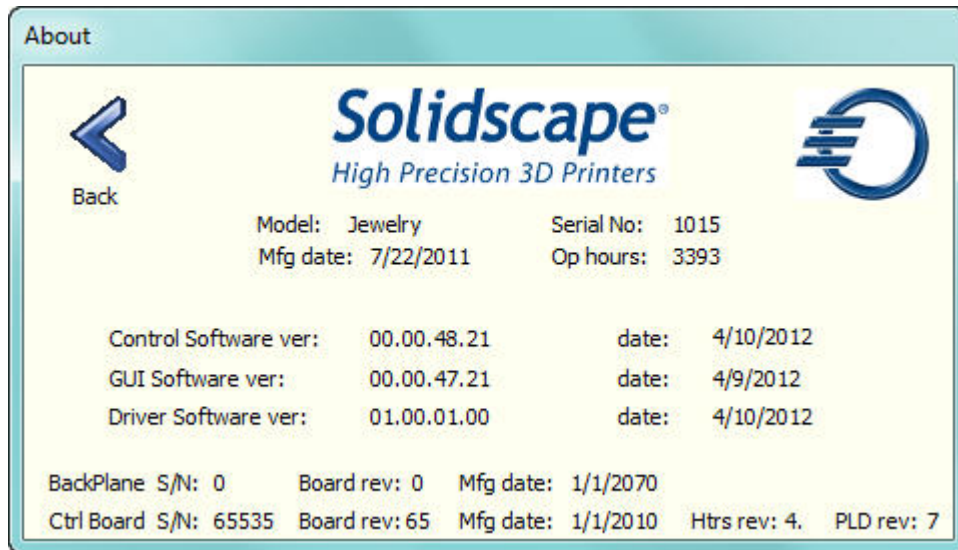 About
Solidscape®
High Precision 3D Printers
Back
Model: Jewelry Serial No: 1015
Mfg date: 7/22/2011 Op hours: 3393
Control Software ver: 00.00.48.21 date: 4/10/2012
GUI Software ver: 00.00.47.21 date: 4/9/2012
Driver Software ver: 01.00.01.00 date: 4/10/2012
BackPlane S/N: 0 Board rev: 0 Mfg date: 1/1/2070
Ctrl Board S/N: 65535 Board rev: 65 Mfg date: 1/1/2010 Htrs rev: 4. PLD rev: 7